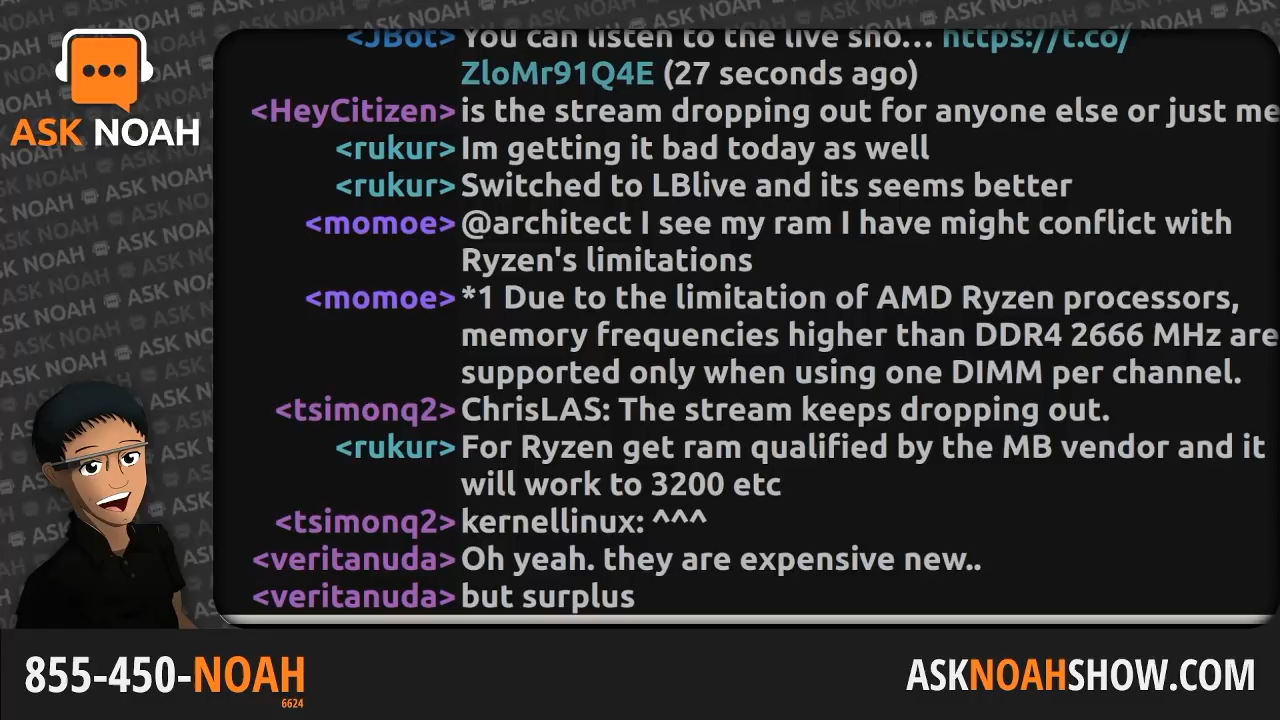 <JBot> You can listen to the live sho... https://t.co/
ZloMr91Q4E (27 seconds ago)
<HeyCitizen> is the stream dropping out for anyone else or just me
<rukur> Im getting it bad today as well
<rukur> Switched to LBlive and its seems better
<momoe> @architect I see my ram I have might conflict with
Ryzen's limitations
<momoe> *1 Due to the limitation of AMD Ryzen processors,
memory frequencies higher than DDR4 2666 MHz are
supported only when using one DIMM per channel.
<tsimonq2> ChrisLAS: The stream keeps dropping out.
<rukur> For Ryzen get ram qualified by the MB vendor and it
will work to 3200 etc
<tsimonq2> kernellinux: ^^^
<veritanuda> Oh yeah. they are expensive new..
<veritanuda> but surplus
ASK NOAH
855-450-NOAH
6624
ASKNOAHSHOW.COM